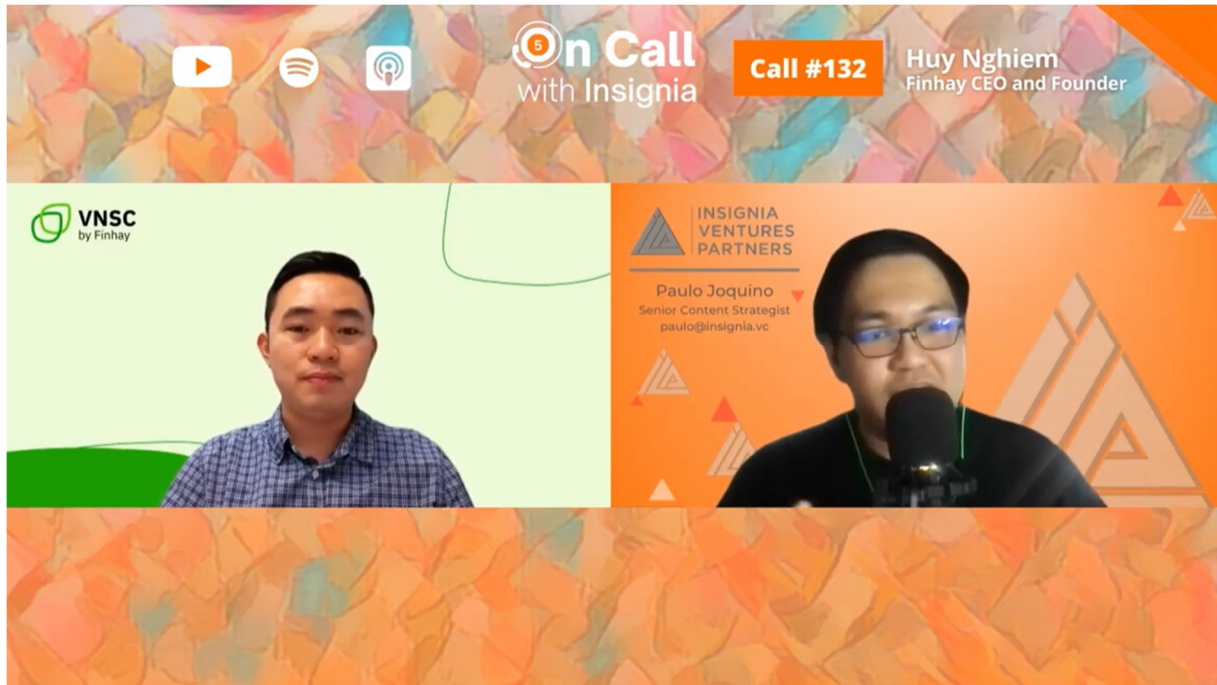 5
On Call
with Insignia
Call #132
Huy Nghiem
Finhay CEO and Founder
VNSC
by Finhay
INSIGNIA
VENTURES
PARTNERS
Paulo Joquino
Senior Content Strategist
paulo@insignia.vc